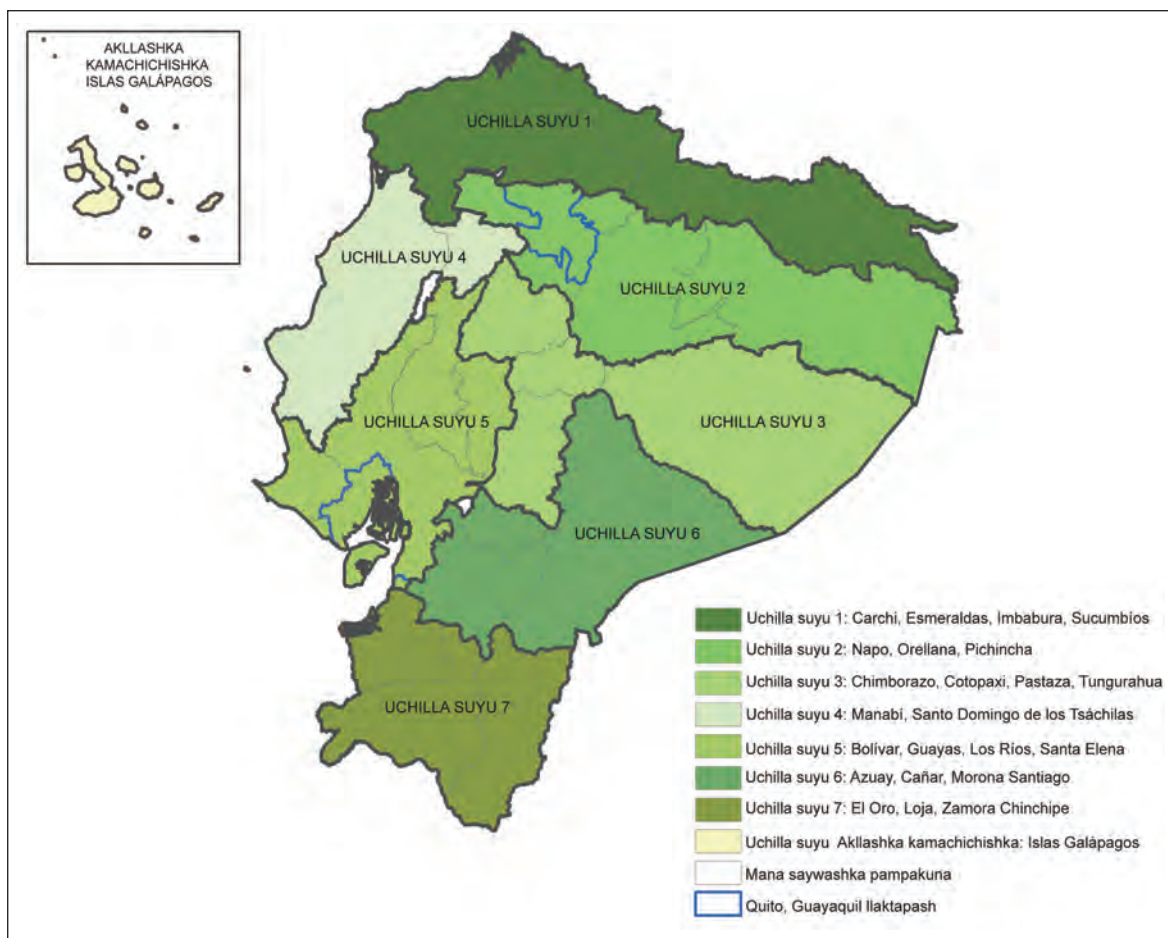 AKLLASHKA
KAMACHICHISHKA
ISLAS GALÁPAGOS
UCHILLA SUYU 1
UCHILLA SUYU 4
UCHILLA SUYU 2
UCHILLA SUYU 5
UCHILLA SUYU 3
UCHILLA SUYU 6
UCHILLA SUYU 7
Uchilla suyu 1: Carchi, Esmeraldas, Imbabura, Sucumbíos
Uchilla suyu 2: Napo, Orellana, Pichincha
Uchilla suyu 3: Chimborazo, Cotopaxi, Pastaza, Tungurahua
Uchilla suyu 4: Manabí, Santo Domingo de los Tsáchilas
Uchilla suyu 5: Bolívar, Guayas, Los Ríos, Santa Elena
Uchilla suyu 6: Azuay, Cañar, Morona Santiago
Uchilla suyu 7: El Oro, Loja, Zamora Chinchipe
Uchilla suyu Akllashka kamachichishka: Islas Galápagos
Mana saywashka pampakuna
Quito, Guayaquil llaktapash